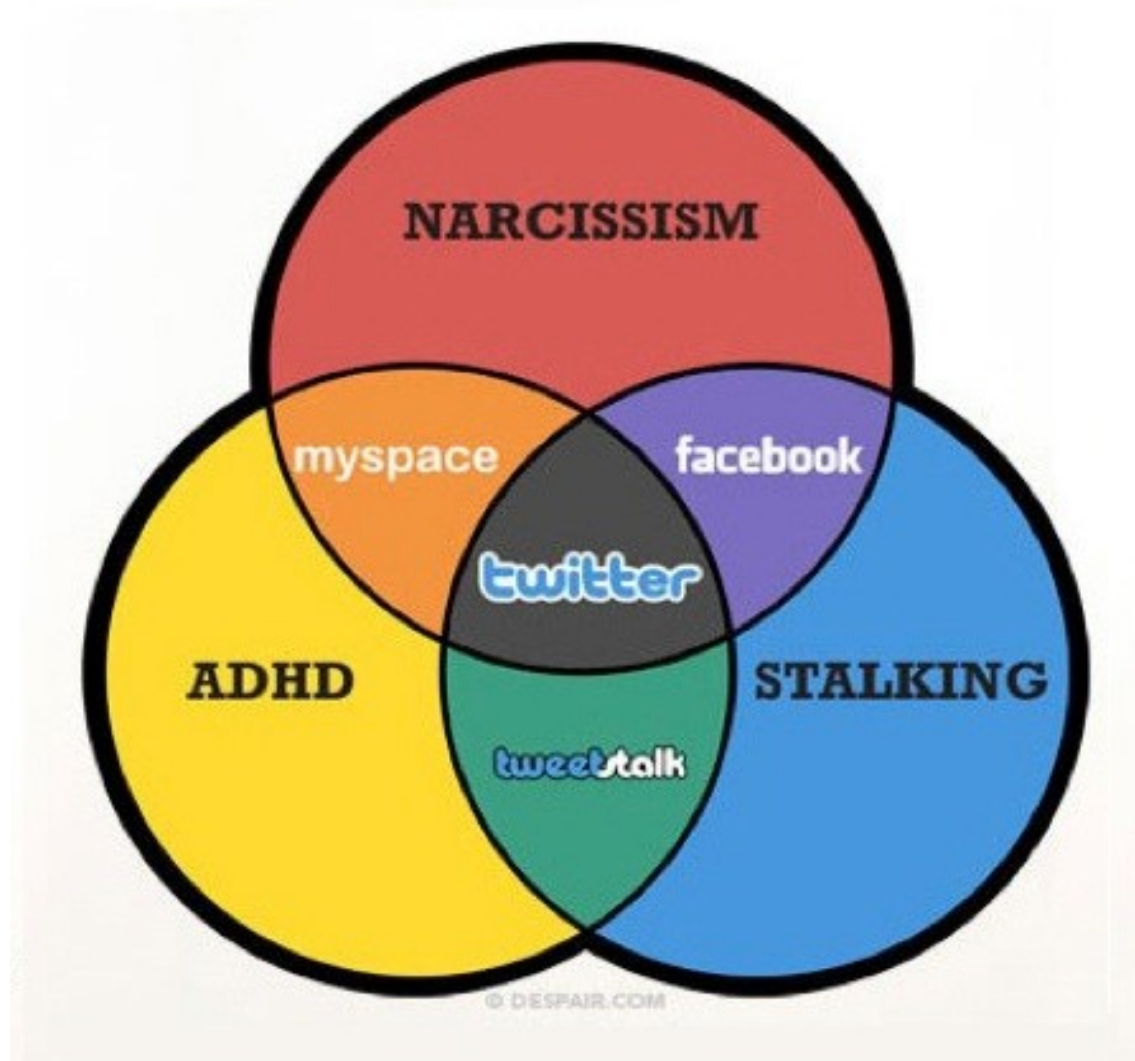 NARCISSISM
myspace
facebook
twitter
ADHD
STALKING
tweetstalk
© DESPAIR.COM